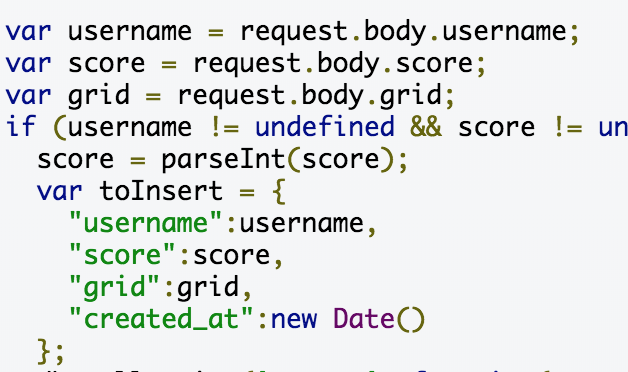 var username = request.body.username;
var score = request.body.score;
var grid = request.body.grid;
if (username != undefined && score != un
score = parseInt(score);
var toInsert = {
"username":username,
"score":score,
"grid":grid,
"created_at":new Date()
};